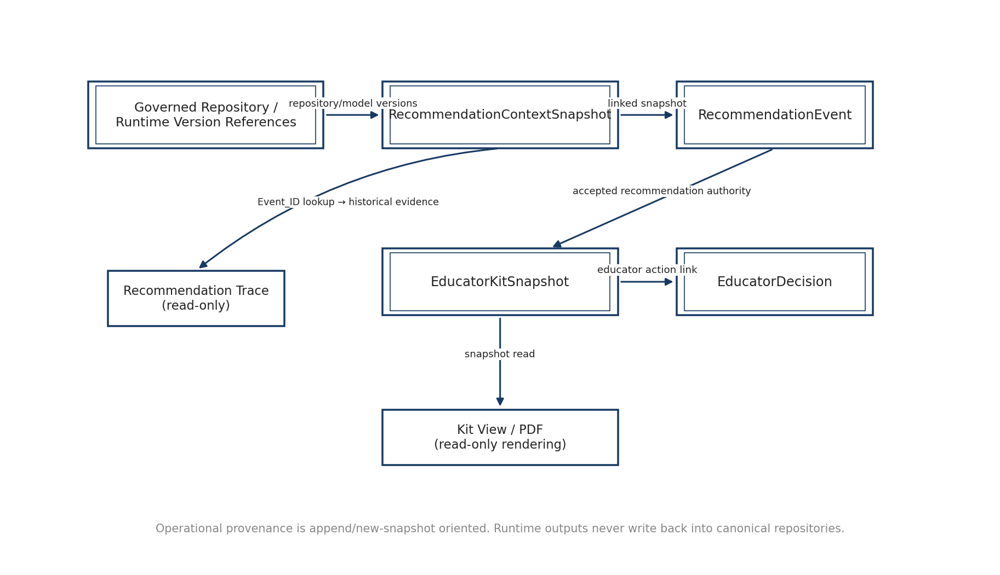 Governed Repository /
Runtime Version References
repository/model versions
RecommendationContextSnapshot
linked snapshot
RecommendationEvent
Event_ID lookup → historical evidence
accepted recommendation authority
Recommendation Trace
(read-only)
EducatorKitSnapshot
educator action link
EducatorDecision
snapshot read
Kit View / PDF
(read-only rendering)
Operational provenance is append/new-snapshot oriented. Runtime outputs never write back into canonical repositories.